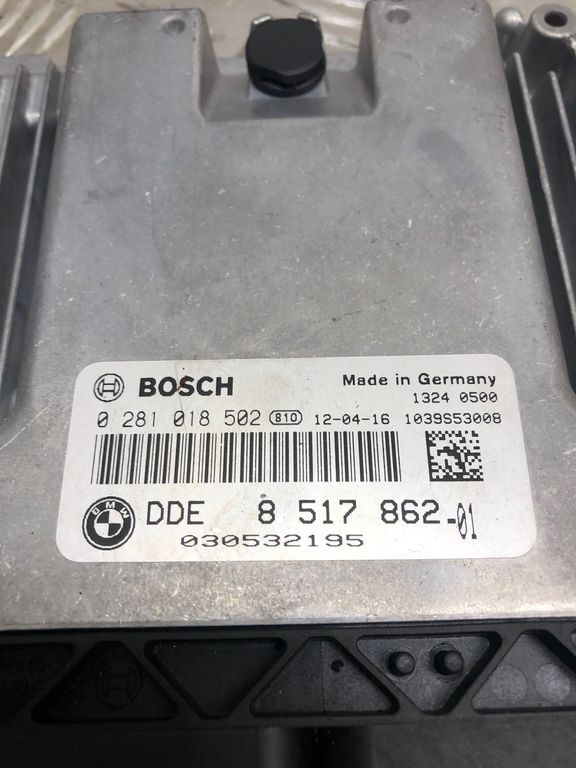 BOSCH Made in Germany
1324 0500
0 281 018 502 810 12-04-16 1039S53008
BMW DDE 8 517 862-01
030532195